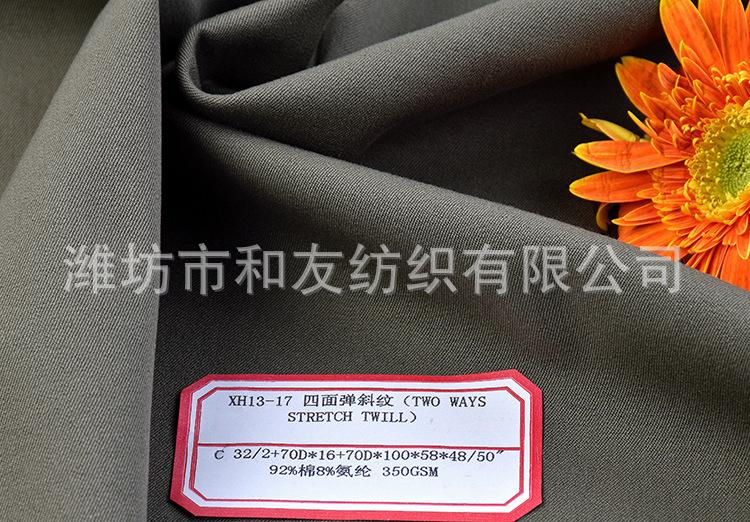 潍坊市和友纺织有限公司
XH13-17 四面弹斜纹（TWO WAYS
STRETCH TWILL）
C 32/2+70D*16+70D*100*58*48/50"
92%棉8%氨纶 350GSM